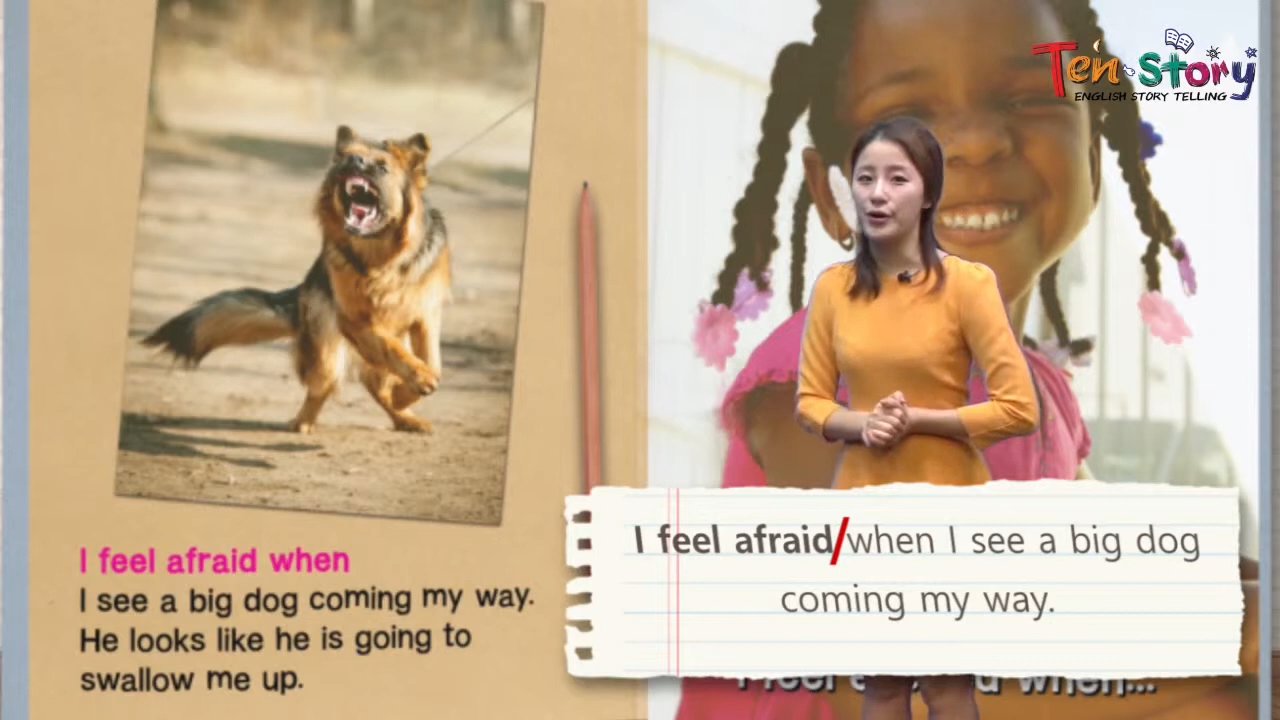 Ten Story
ENGLISH STORY TELLING
I feel afraid when
I see a big dog coming my way.
He looks like he is going to
swallow me up.
I feel afraid/when I see a big dog
coming my way.
when...